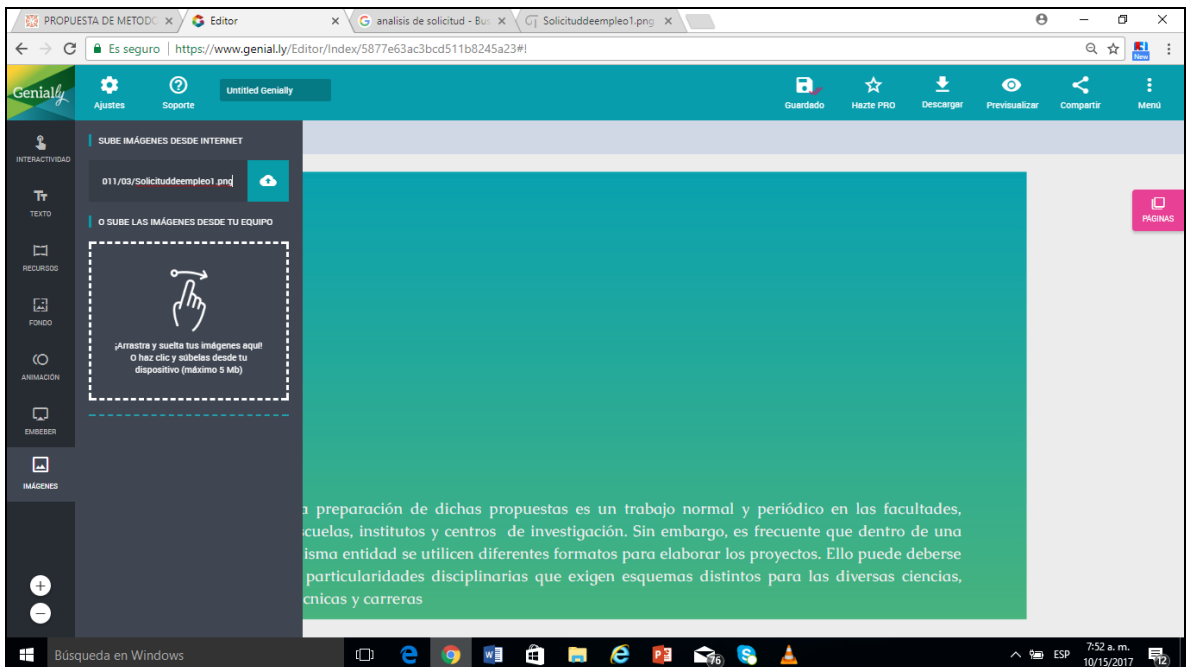 PROPUESTA DE METODO
Editor
analisis de solicitud - Bus
Solicituddeempleo1.png
Es seguro
https://www.genial.ly/Editor/Index/5877e63ac3bcd511b8245a23#!
New
Genially
Ajustes
Soporte
Untitled Genially
Guardado
Hazte PRO
Descargar
Previsualizar
Compartir
Menú
INTERACTIVIDAD
TEXTO
RECURSOS
FONDO
ANIMACIÓN
EMBEBER
IMÁGENES
SUBE IMÁGENES DESDE INTERNET
011/03/Solicituddeempleo1.png
O SUBE LAS IMÁGENES DESDE TU EQUIPO
¡Arrastra y suelta tus imágenes aquí!
O haz clic y súbelas desde tu
dispositivo (máximo 5 Mb)
PÁGINAS
preparación de dichas propuestas es un trabajo normal y periódico en las facultades,
scuelas, institutos y centros de investigación. Sin embargo, es frecuente que dentro de una
isma entidad se utilicen diferentes formatos para elaborar los proyectos. Ello puede deberse
particularidades disciplinarias que exigen esquemas distintos para las diversas ciencias,
cnicas y carreras
Búsqueda en Windows
76
ESP
7:52 a. m.
10/15/2017
12